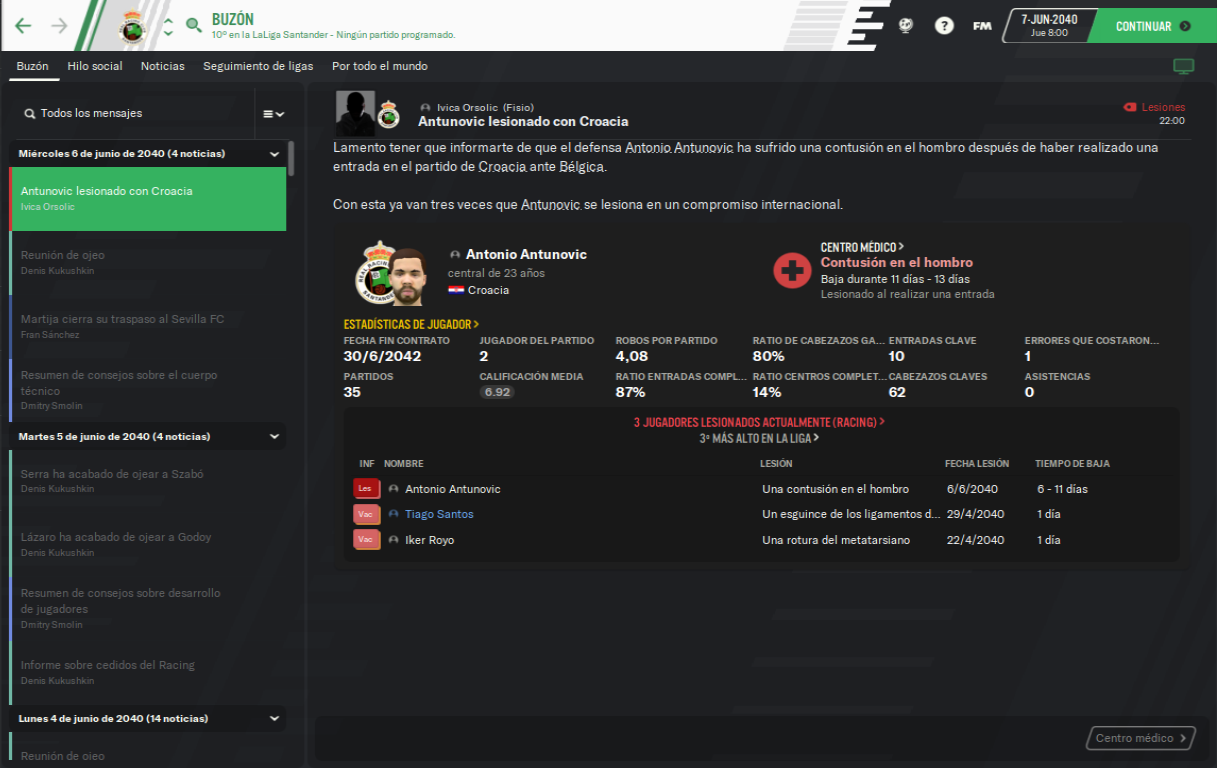 BUZÓN
10º en la LaLiga Santander - Ningún partido programado.
?
FM
7-JUN-2040
Jue 8:00
CONTINUAR
Buzón
Hilo social
Noticias
Seguimiento de ligas
Por todo el mundo
Todos los mensajes
Miércoles 6 de junio de 2040 (4 noticias)
Antunovic lesionado con Croacia
Ivica Orsolic
Reunión de ojeo
Denis Kukushkin
Martija cierra su traspaso al Sevilla FC
Fran Sánchez
Resumen de consejos sobre el cuerpo
técnico
Dmitry Smolin
Martes 5 de junio de 2040 (4 noticias)
Serra ha acabado de ojear a Szabó
Denis Kukushkin
Lázaro ha acabado de ojear a Godoy
Denis Kukushkin
Resumen de consejos sobre desarrollo
de jugadores
Dmitry Smolin
Informe sobre cedidos del Racing
Denis Kukushkin
Lunes 4 de junio de 2040 (14 noticias)
Reunión de ojeo
Ivica Orsolic (Fisio)
Antunovic lesionado con Croacia
Lesiones
22:00
Lamento tener que informarte de que el defensa Antonio Antunovic ha sufrido una contusión en el hombro después de haber realizado una
entrada en el partido de Croacia ante Bélgica.
Con esta ya van tres veces que Antunovic se lesiona en un compromiso internacional.
REAL RACING
SANTANDER
Antonio Antunovic
central de 23 años
Croacia
CENTRO MÉDICO
Contusión en el hombro
Baja durante 11 días - 13 días
Lesionado al realizar una entrada
ESTADÍSTICAS DE JUGADOR
FECHA FIN CONTRATO JUGADOR DEL PARTIDO ROBOS POR PARTIDO RATIO DE CABEZAZOS GA... ENTRADAS CLAVE ERRORES QUE COSTARON...
30/6/2042 2 4,08 80% 10 1
PARTIDOS CALIFICACIÓN MEDIA RATIO ENTRADAS COMPL... RATIO CENTROS COMPLET... CABEZAZOS CLAVES ASISTENCIAS
35 6.92 87% 14% 62 0
3 JUGADORES LESIONADOS ACTUALMENTE (RACING)
3º MÁS ALTO EN LA LIGA
INF NOMBRE LESIÓN FECHA LESIÓN TIEMPO DE BAJA
Les Antonio Antunovic Una contusión en el hombro 6/6/2040 6 - 11 días
Vac Tiago Santos Un esguince de los ligamentos d... 29/4/2040 1 día
Vac Iker Royo Una rotura del metatarsiano 22/4/2040 1 día
Centro médico